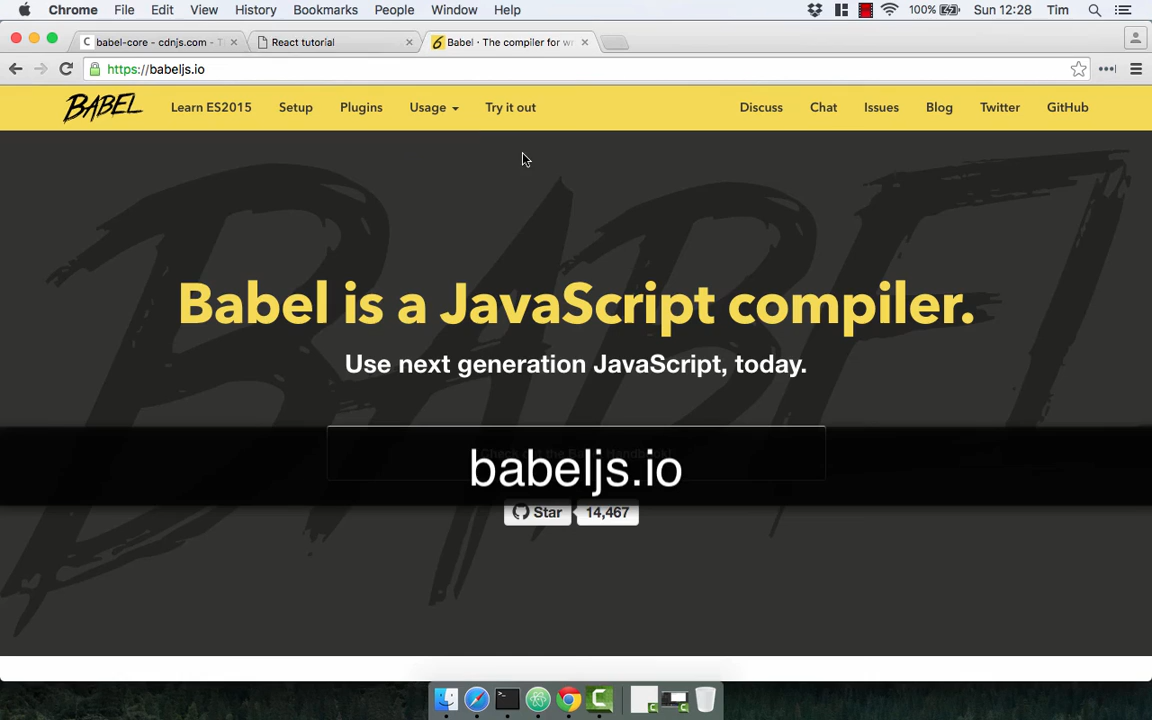 Chrome File Edit View History Bookmarks People Window Help 100% Sun 12:28 Tim
babel-core - cdnjs.com - T React tutorial Babel · The compiler for wr
https://babeljs.io
BABEL Learn ES2015 Setup Plugins Usage Try it out Discuss Chat Issues Blog Twitter GitHub
BABEL
Babel is a JavaScript compiler.
Use next generation JavaScript, today.
babeljs.io
Star 14,467